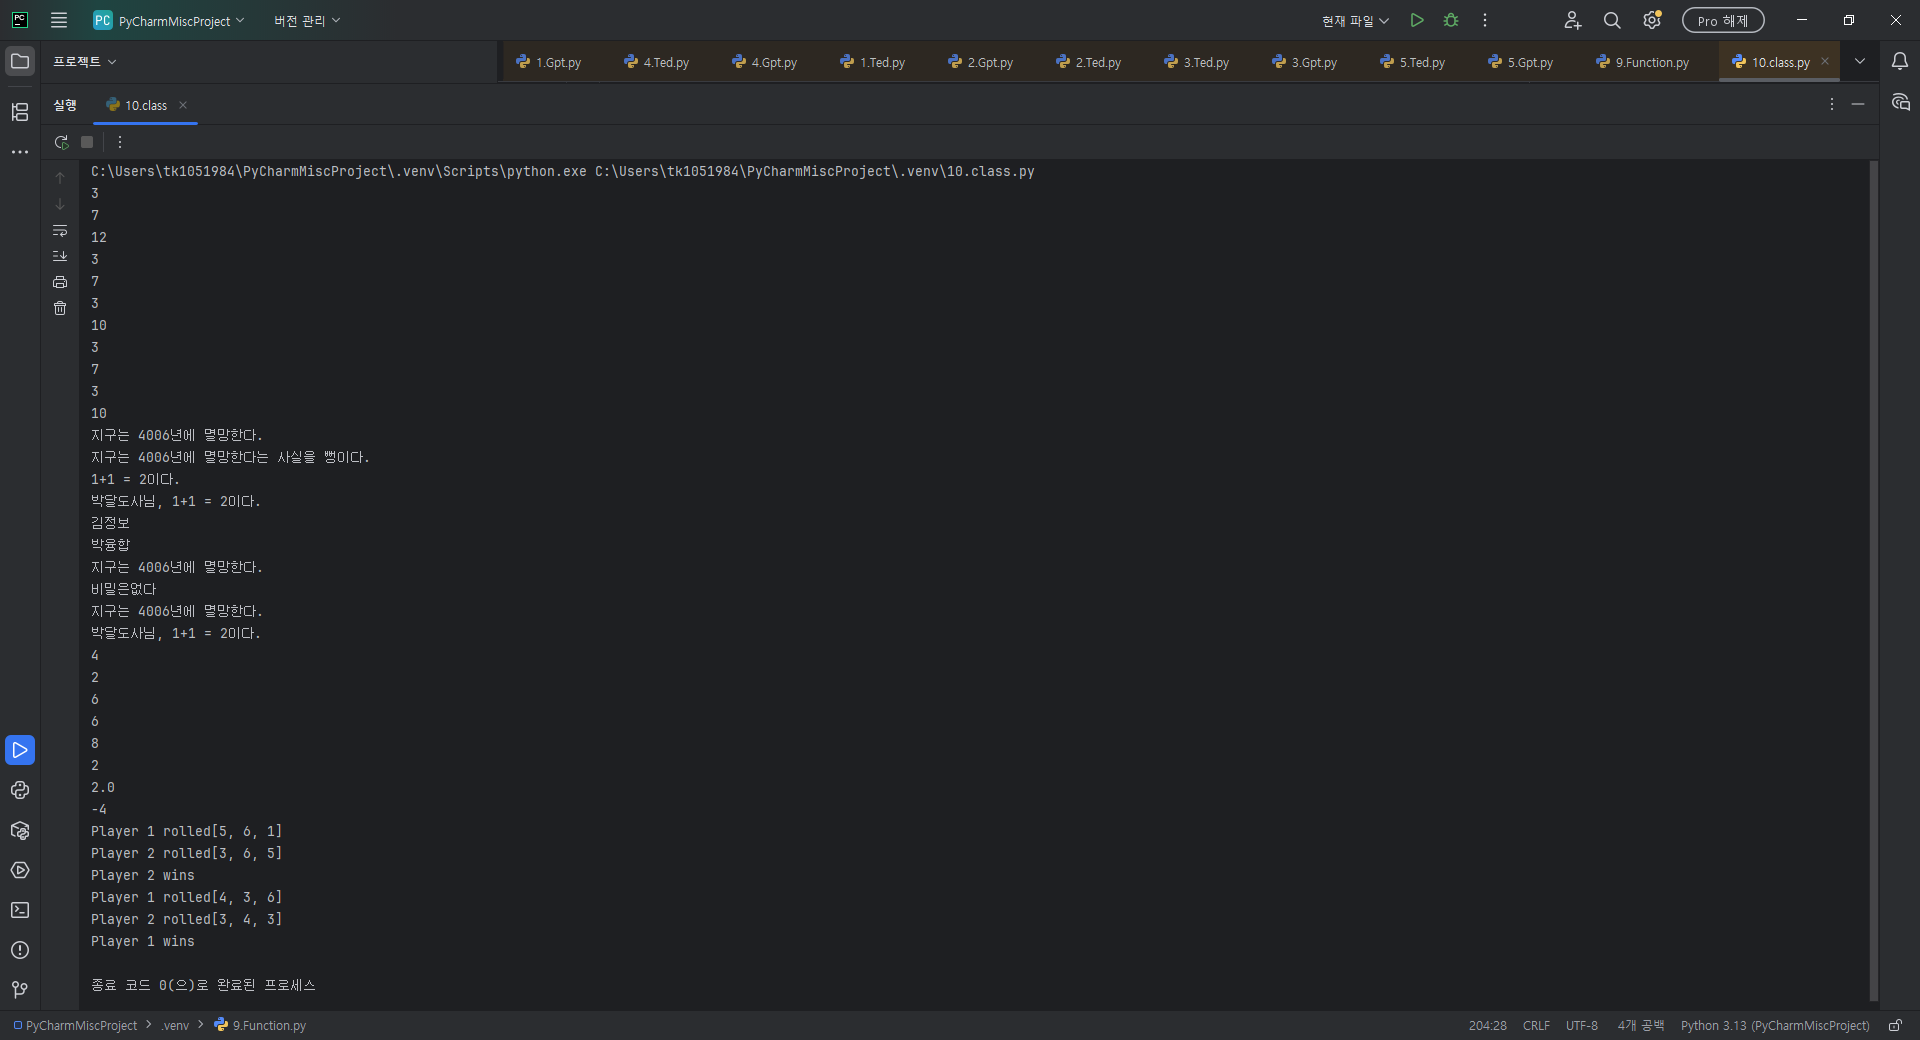 PC PyCharmMiscProject 버전 관리 현재 파일 Pro 해제
프로젝트 1.Gpt.py 4.Ted.py 4.Gpt.py 1.Ted.py 2.Gpt.py 2.Ted.py 3.Ted.py 3.Gpt.py 5.Ted.py 5.Gpt.py 9.Function.py 10.class.py
실행 10.class
C:\Users\tk1051984\PyCharmMiscProject\.venv\Scripts\python.exe C:\Users\tk1051984\PyCharmMiscProject\.venv\10.class.py
3
7
12
3
7
3
10
3
7
3
10
지구는 4006년에 멸망한다.
지구는 4006년에 멸망한다는 사실을 뻥이다.
1+1 = 2이다.
박달도사님, 1+1 = 2이다.
김정보
박융합
지구는 4006년에 멸망한다.
비밀은없다
지구는 4006년에 멸망한다.
박달도사님, 1+1 = 2이다.
4
2
6
6
8
2
2.0
-4
Player 1 rolled[5, 6, 1]
Player 2 rolled[3, 6, 5]
Player 2 wins
Player 1 rolled[4, 3, 6]
Player 2 rolled[3, 4, 3]
Player 1 wins
종료 코드 0(으)로 완료된 프로세스
PyCharmMiscProject > .venv > 9.Function.py 204:28 CRLF UTF-8 4개 공백 Python 3.13 (PyCharmMiscProject)